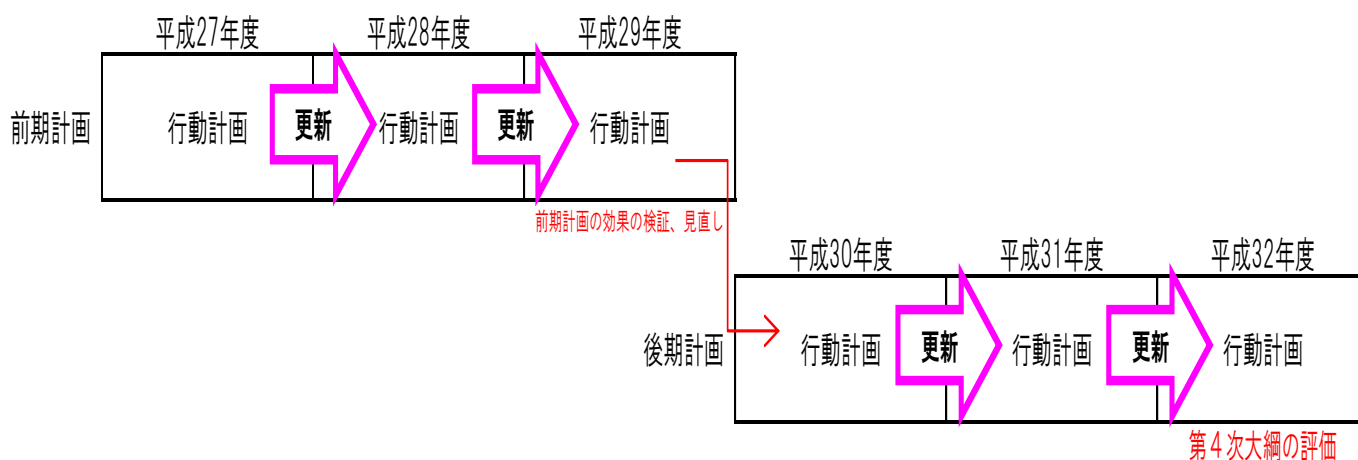 平成27年度 平成28年度 平成29年度
前期計画 行動計画 更新 行動計画 更新 行動計画
前期計画の効果の検証、見直し
平成30年度 平成31年度 平成32年度
後期計画 行動計画 更新 行動計画 更新 行動計画
第4次大綱の評価